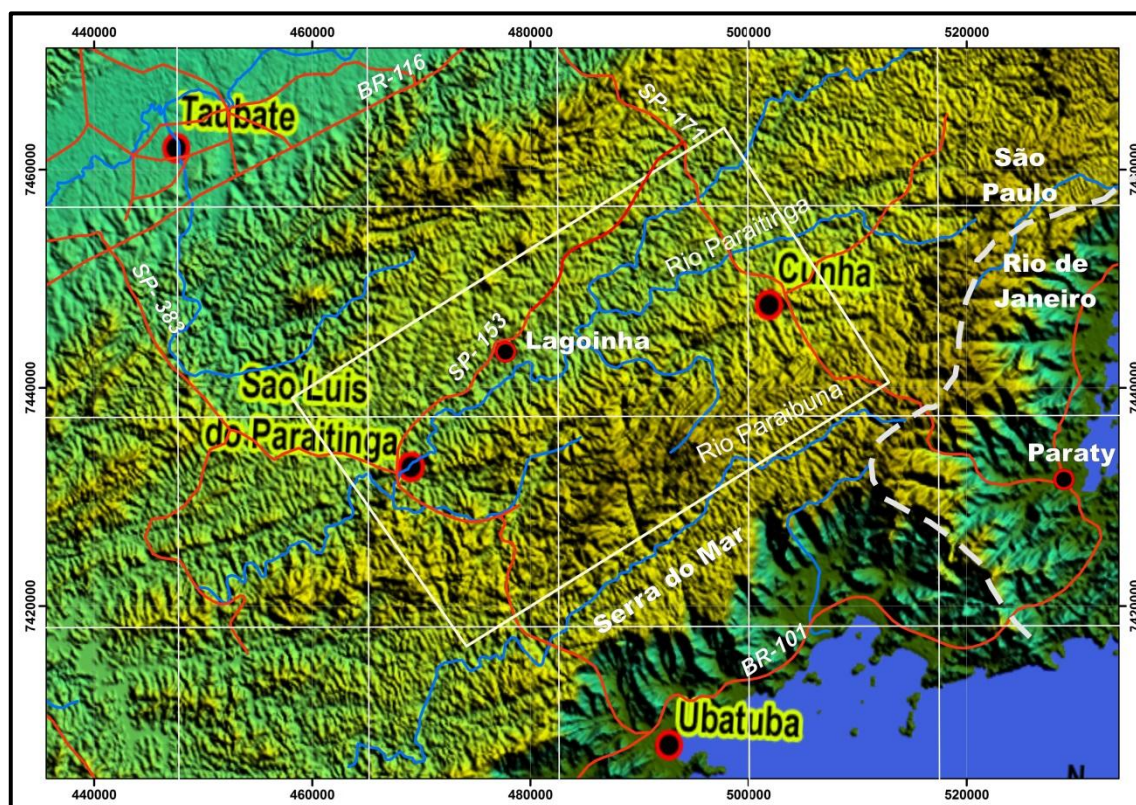 440000
460000
480000
500000
520000
BR-116
SP- 171
Taubate
7460000
São
Paulo
Rio Paraitinga
Rio de
Janeiro
Cunha
SP- 383
SP- 153
Lagoinha
7440000
7440000
Sao Luis
do Paraitinga
Rio Paraibuna
Paraty
Serra do Mar
7420000
BR-101
Ubatuba
N
440000
460000
480000
500000
520000